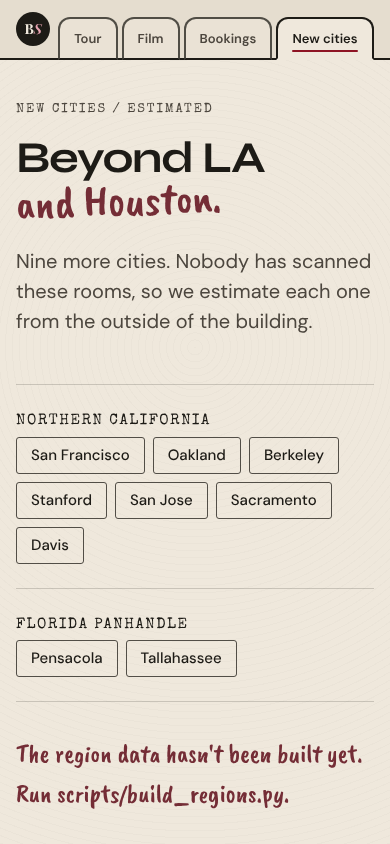 BS
Tour
Film
Bookings
New cities
NEW CITIES / ESTIMATED
Beyond LA
and Houston.
Nine more cities. Nobody has scanned
these rooms, so we estimate each one
from the outside of the building.
NORTHERN CALIFORNIA
San Francisco
Oakland
Berkeley
Stanford
San Jose
Sacramento
Davis
FLORIDA PANHANDLE
Pensacola
Tallahassee
The region data hasn't been built yet.
Run scripts/build_regions.py.